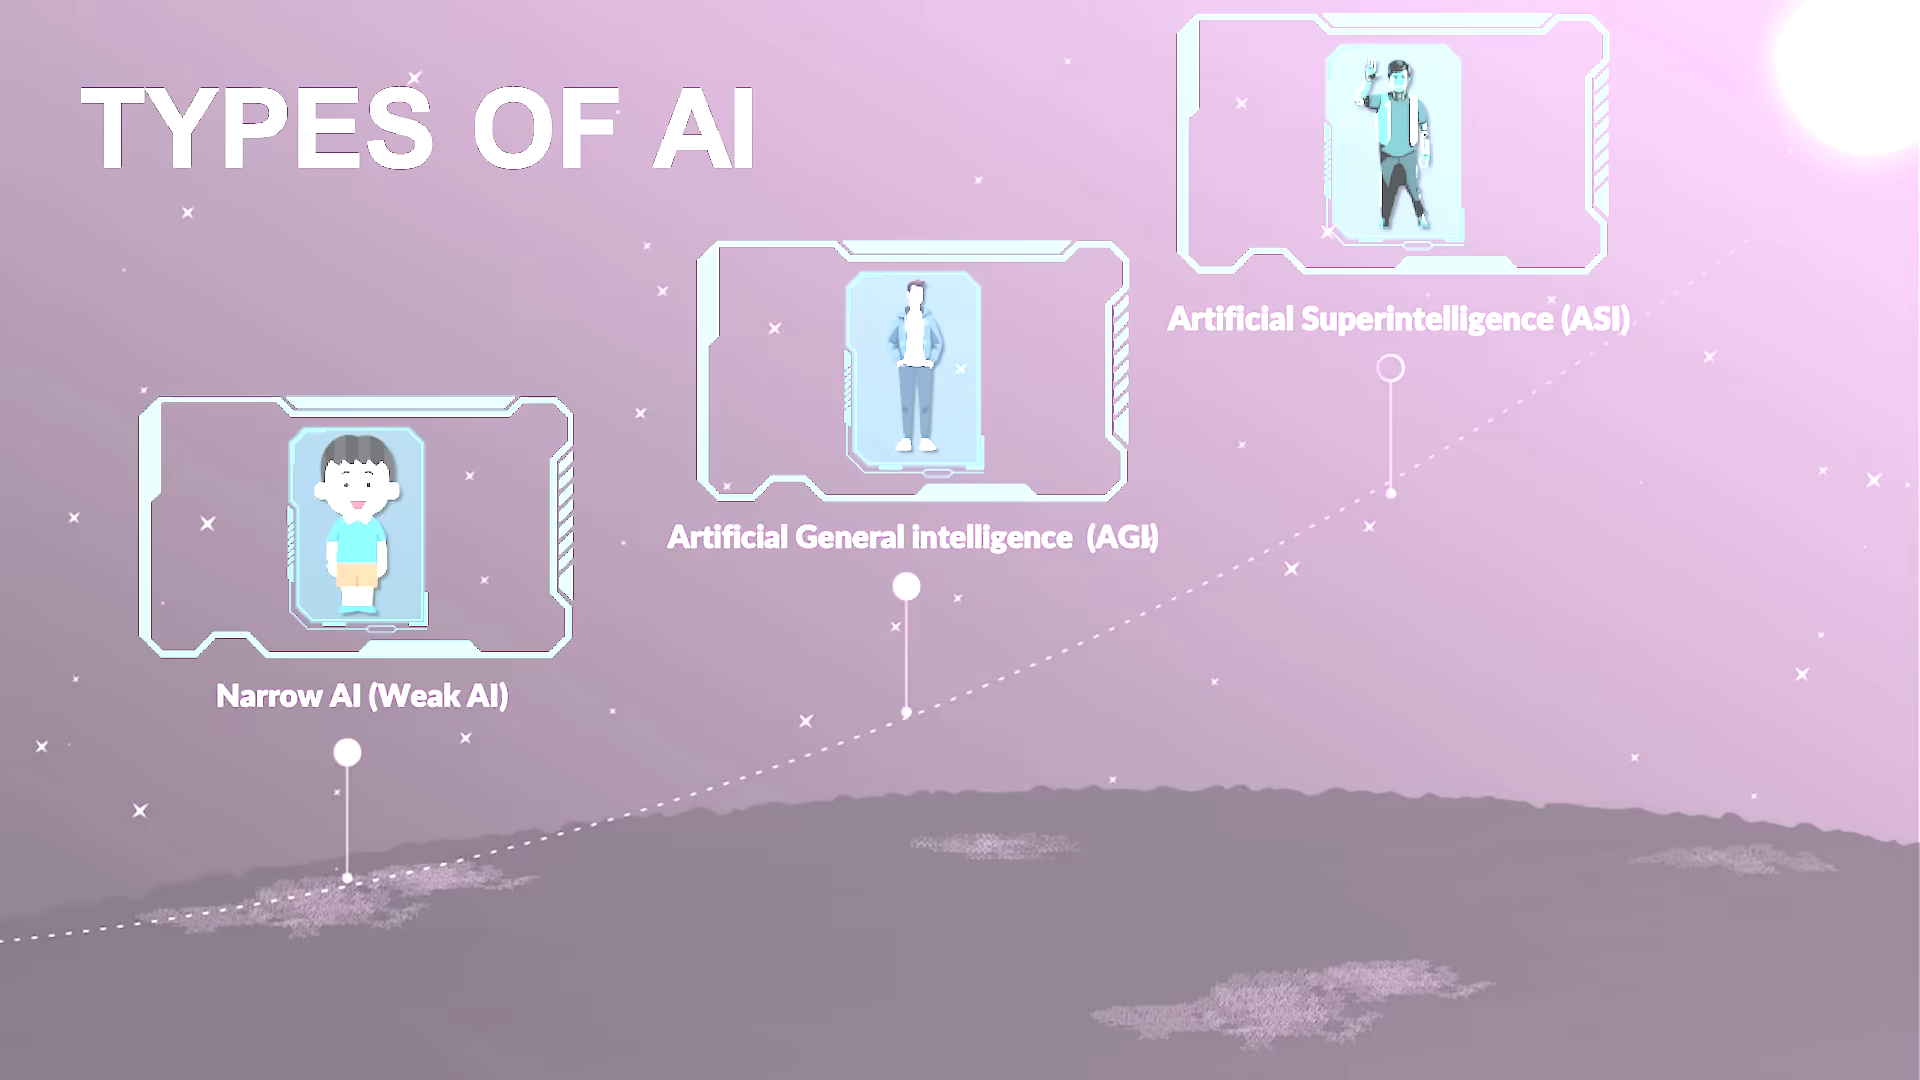 TYPES OF AI
Artificial Superintelligence (ASI)
Artificial General intelligence (AGI)
Narrow AI (Weak AI)